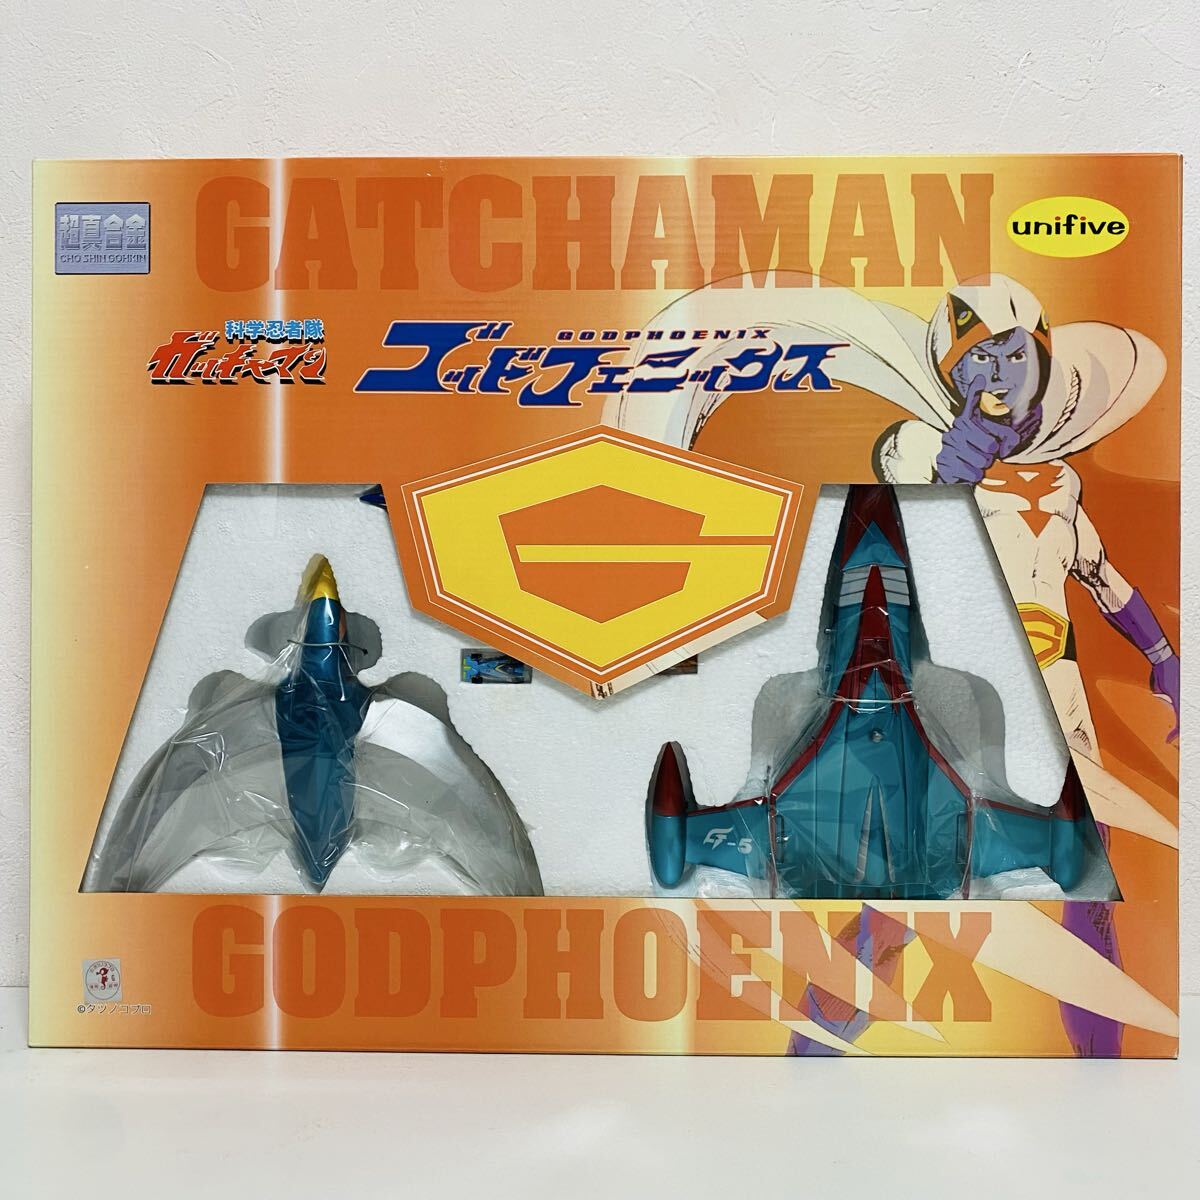 GATCHAMAN
超真合金
CHO SHIN GOHKIN
unifive
科学忍者隊
ガッチャマン
GODPHOENIX
ゴッドフェニックス
G
G-5
GODPHOENIX
©タツノコプロ